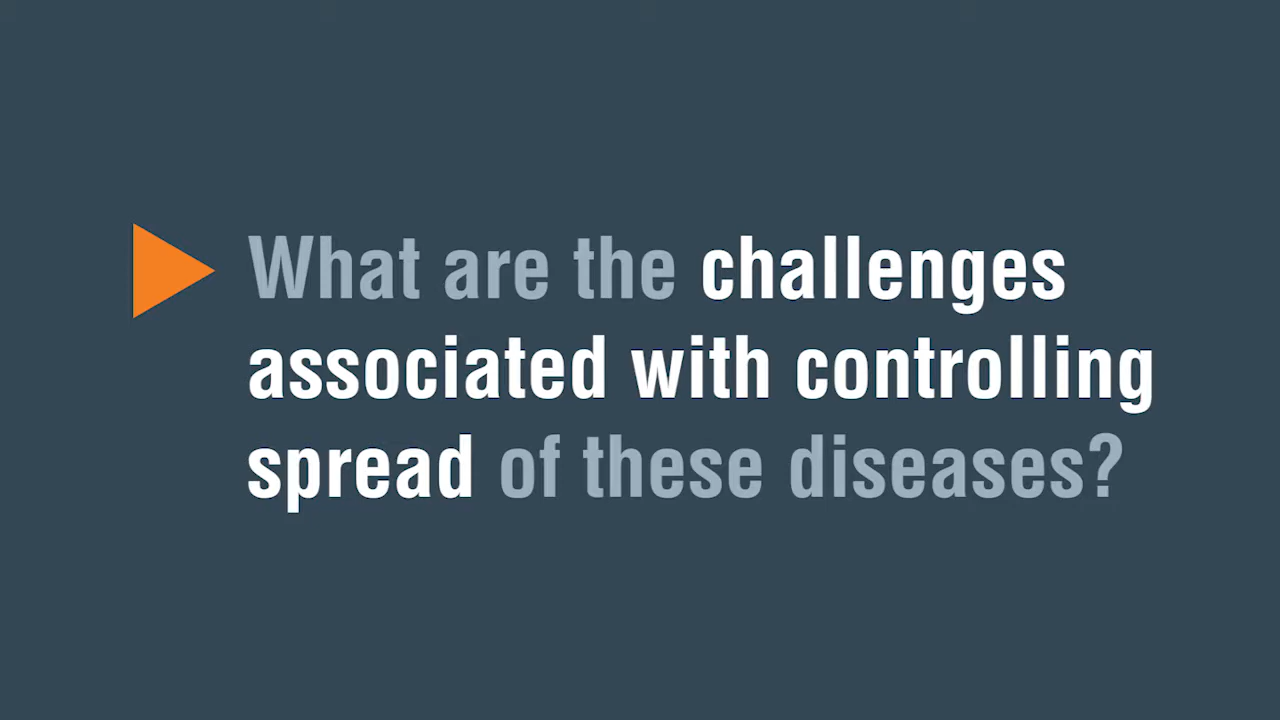 What are the challenges
associated with controlling
spread of these diseases?